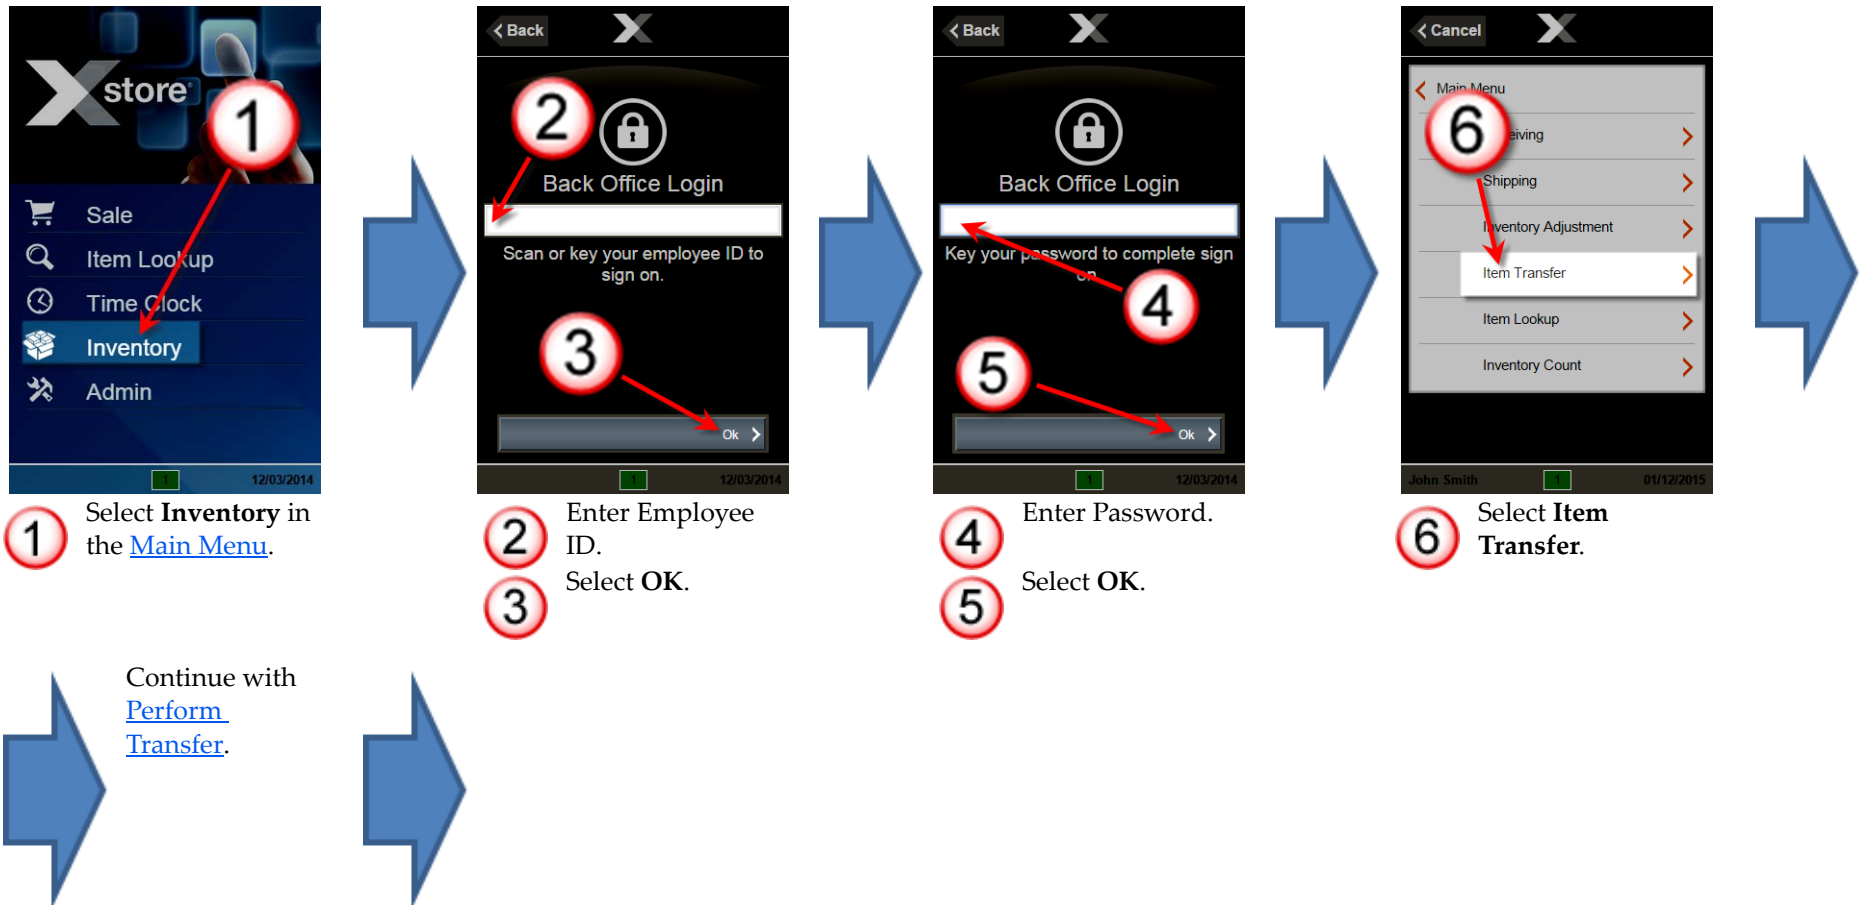 store
1
Sale
Item Lookup
Time Clock
Inventory
Admin
1
12/03/2014
Back
2
Back Office Login
Scan or key your employee ID to
sign on.
3
Ok
1
12/03/2014
Back
Back Office Login
Key your password to complete sign
on.
4
5
Ok
1
12/03/2014
Cancel
Main Menu
6
Shipping
Inventory Adjustment
Item Transfer
Item Lookup
Inventory Count
John Smith
1
01/12/2015
1
Select Inventory in
the Main Menu.
2
Enter Employee
ID.
3
Select OK.
4
Enter Password.
5
Select OK.
6
Select Item
Transfer.
Continue with
Perform
Transfer.